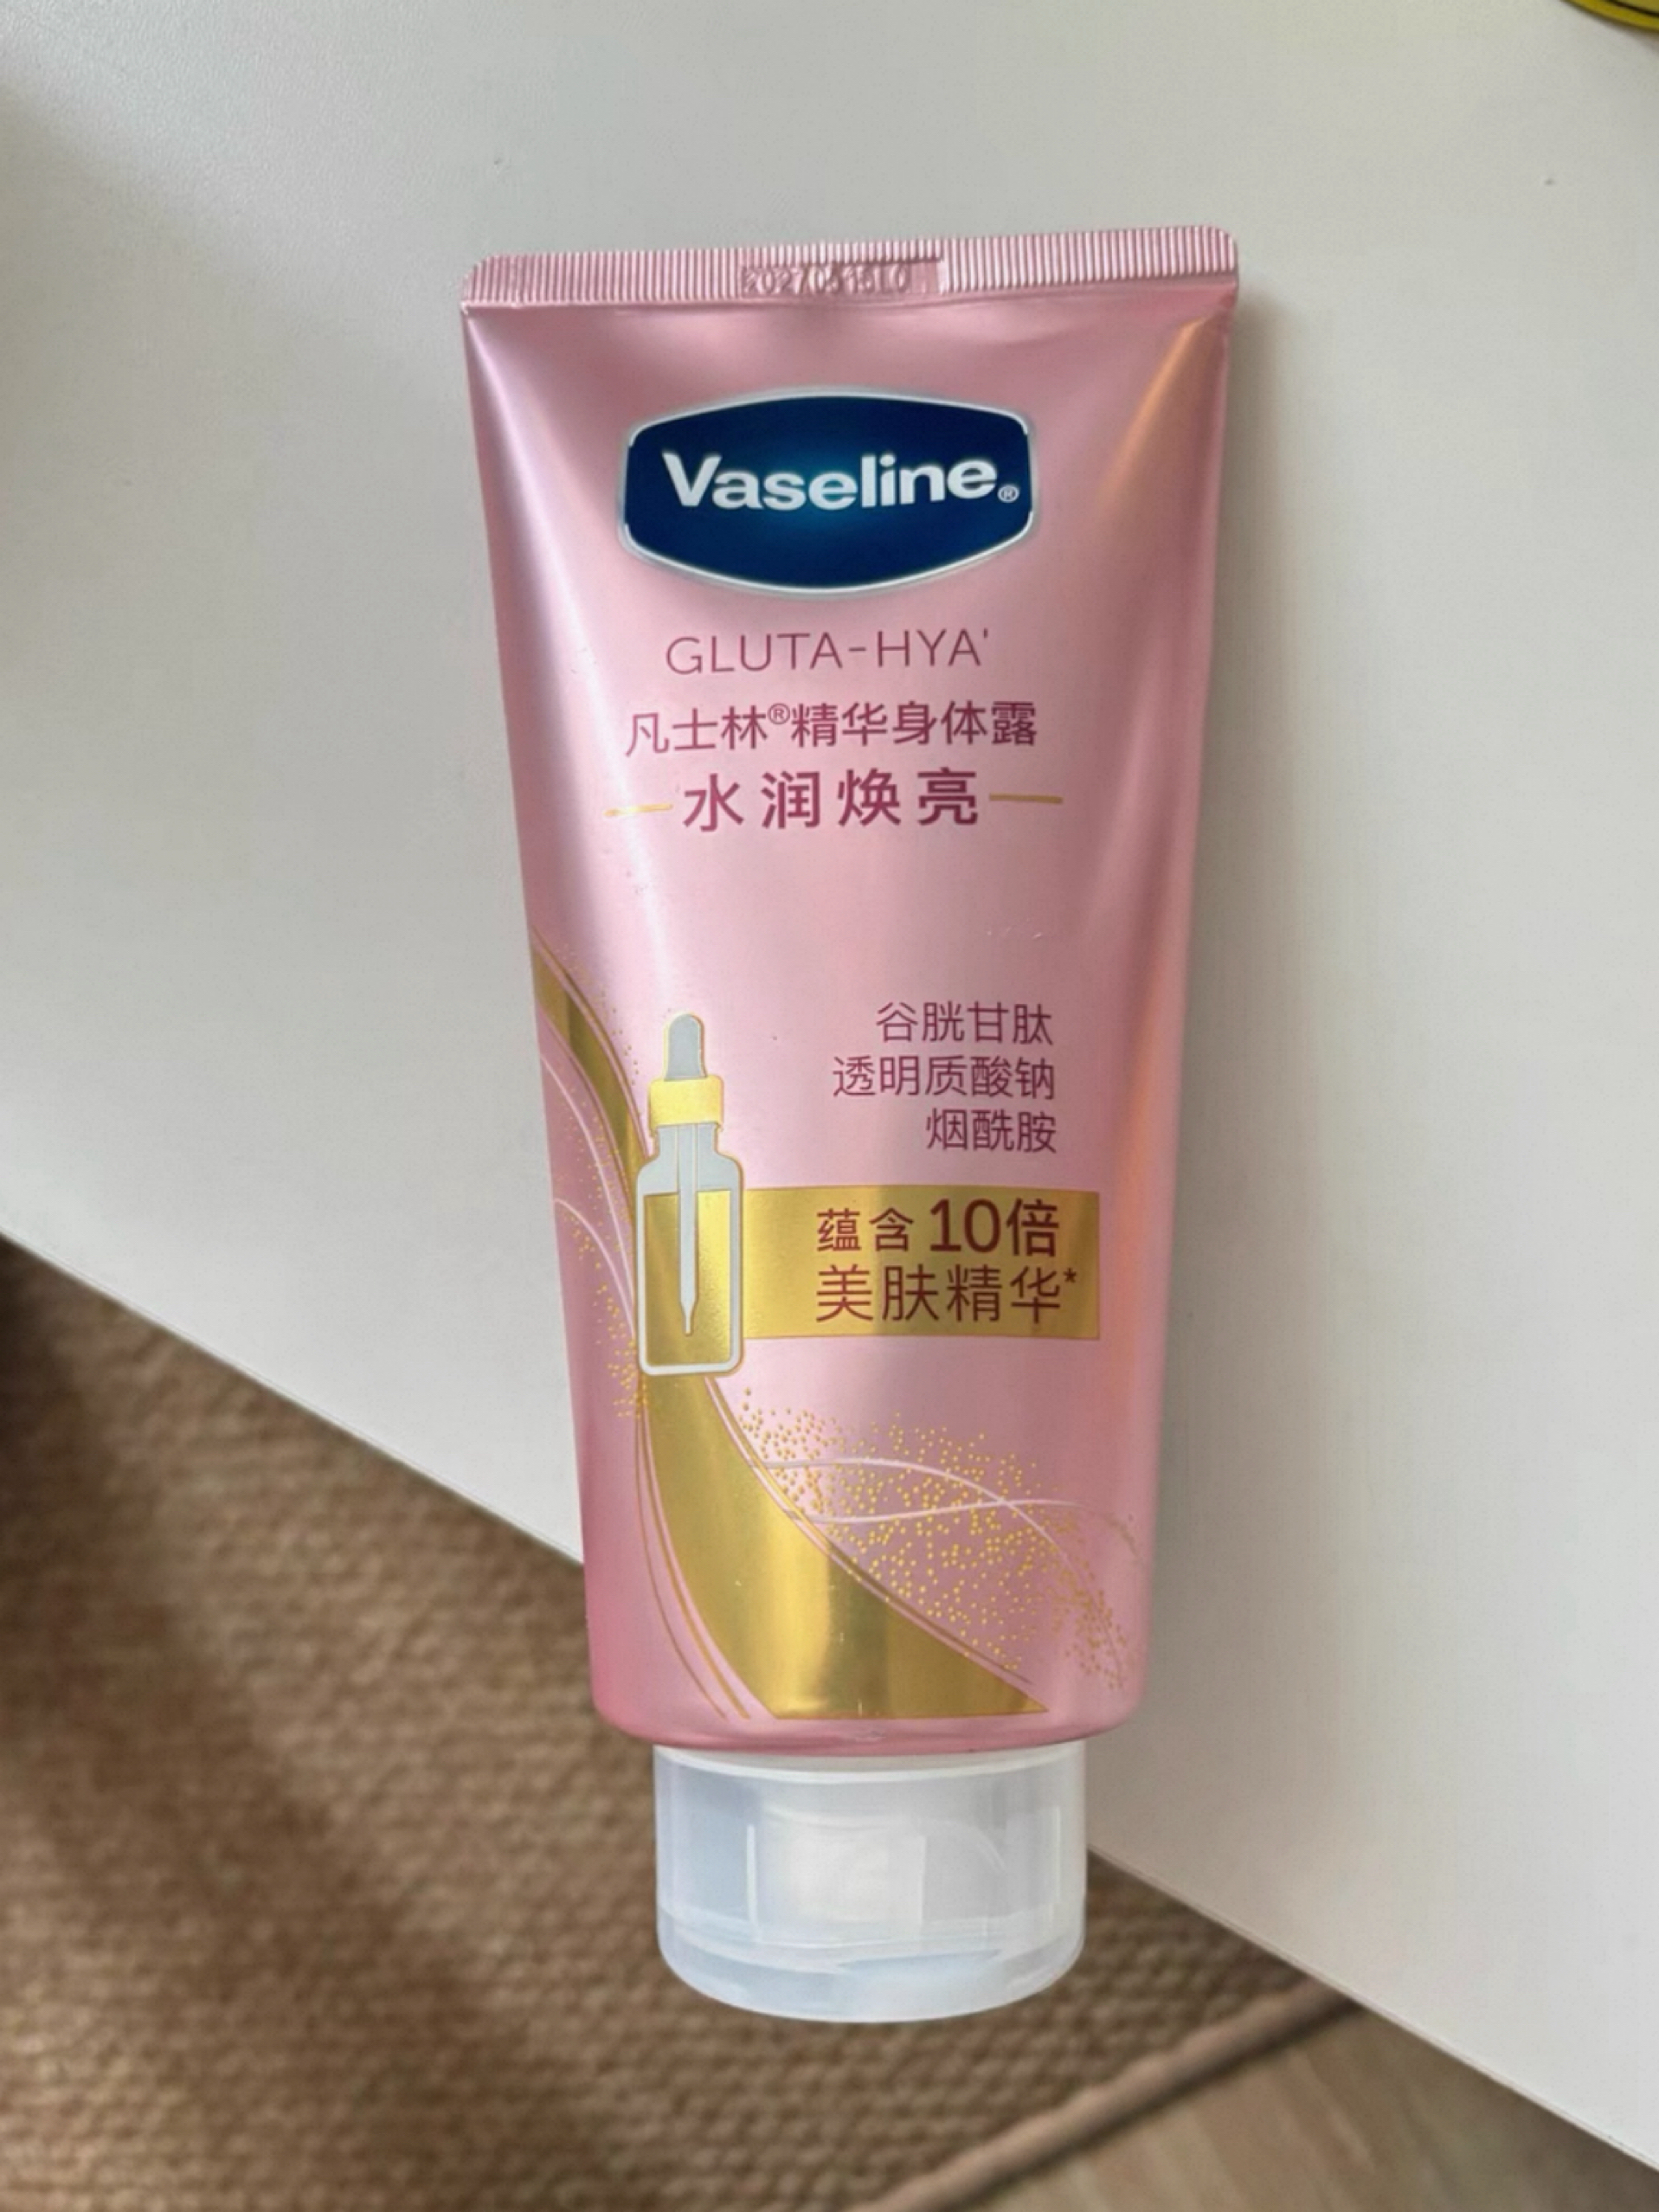 Vaseline®
GLUTA-HYA'
凡士林®精华身体露
水润焕亮
谷胱甘肽
透明质酸钠
烟酰胺
蕴含10倍
美肤精华*